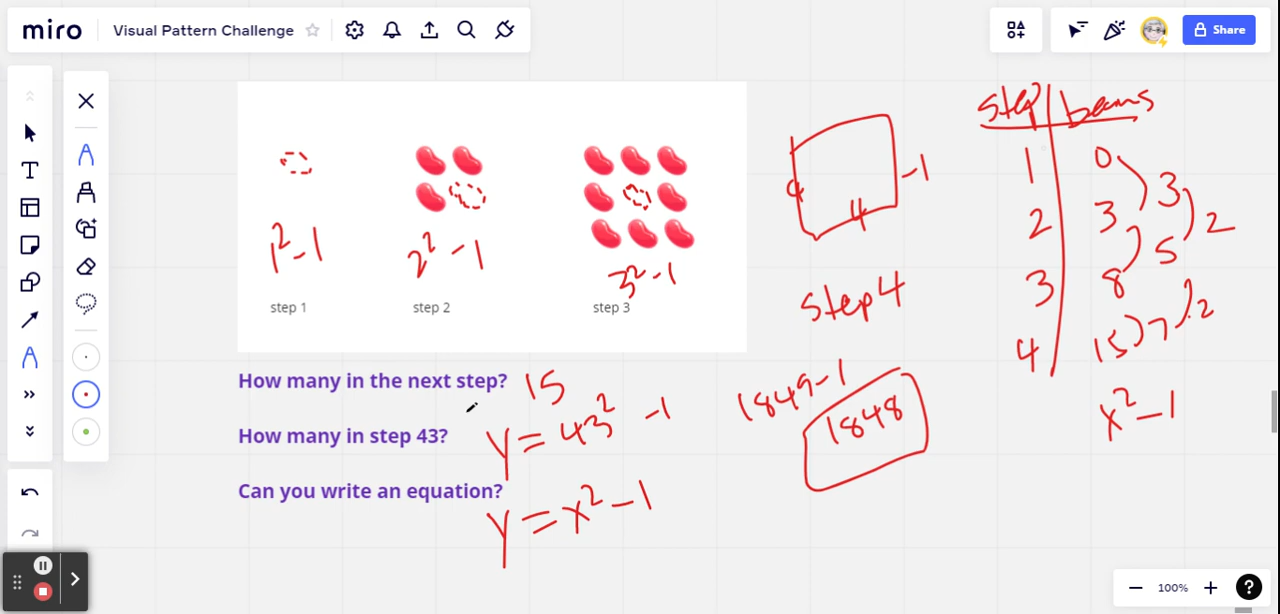 miro
Visual Pattern Challenge
Share
step | beans
1 0
3
2 3
2
5
3 8
2
7
4 15
x² - 1
1² - 1
2² - 1
3² - 1
step 1
step 2
step 3
4
4
-1
step 4
How many in the next step? 15
How many in step 43? y = 43² - 1
1849 - 1
1848
Can you write an equation? y = x² - 1
100%